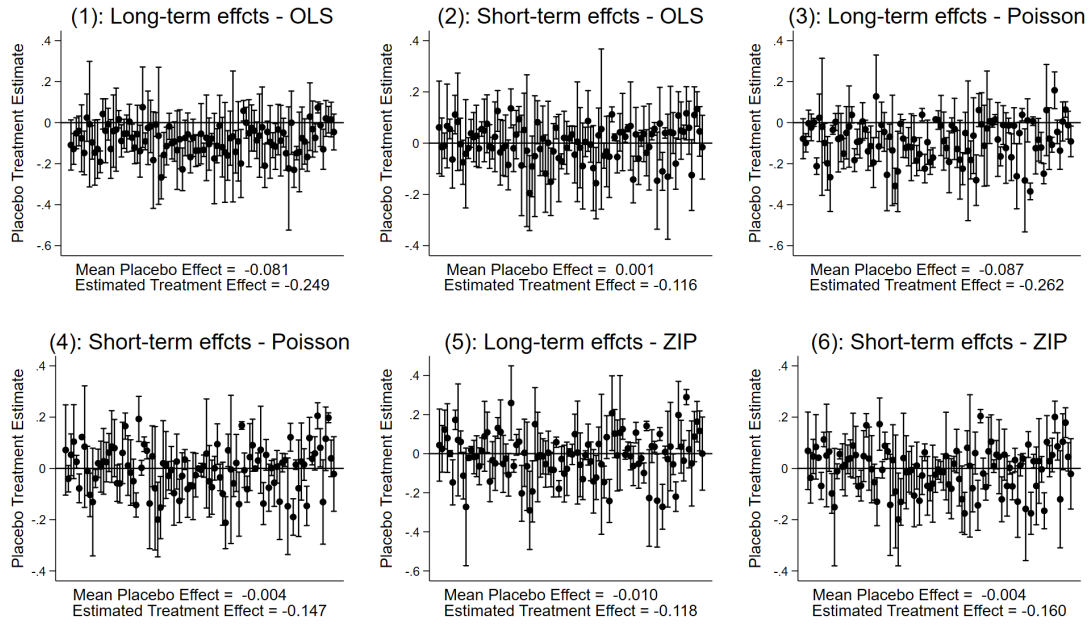 (1): Long-term effcts - OLS
Placebo Treatment Estimate
.4
.2
0
-.2
-.4
-.6
Mean Placebo Effect = -0.081
Estimated Treatment Effect = -0.249
(2): Short-term effcts - OLS
Placebo Treatment Estimate
.4
.2
0
-.2
-.4
Mean Placebo Effect = 0.001
Estimated Treatment Effect = -0.116
(3): Long-term effcts - Poisson
Placebo Treatment Estimate
.4
.2
0
-.2
-.4
-.6
Mean Placebo Effect = -0.087
Estimated Treatment Effect = -0.262
(4): Short-term effcts - Poisson
Placebo Treatment Estimate
.4
.2
0
-.2
-.4
Mean Placebo Effect = -0.004
Estimated Treatment Effect = -0.147
(5): Long-term effcts - ZIP
Placebo Treatment Estimate
.4
.2
0
-.2
-.4
-.6
Mean Placebo Effect = -0.010
Estimated Treatment Effect = -0.118
(6): Short-term effcts - ZIP
Placebo Treatment Estimate
.4
.2
0
-.2
-.4
Mean Placebo Effect = -0.004
Estimated Treatment Effect = -0.160